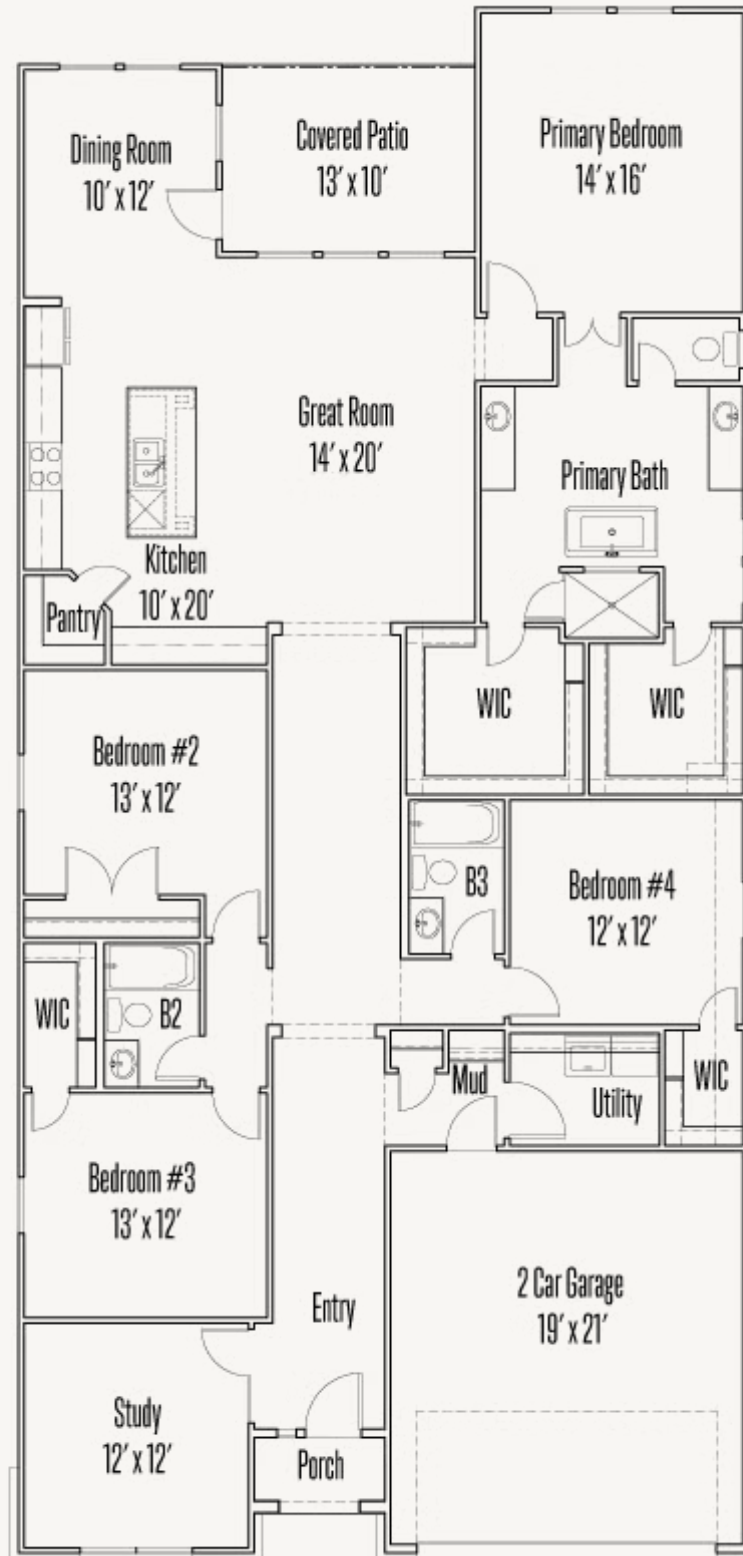 Dining Room
10' x 12'
Covered Patio
13' x 10'
Primary Bedroom
14' x 16'
Great Room
14' x 20'
Primary Bath
Kitchen
10' x 20'
Pantry
WIC
WIC
Bedroom #2
13' x 12'
B3
Bedroom #4
12' x 12'
WIC
B2
Mud
Utility
WIC
Bedroom #3
13' x 12'
2 Car Garage
19' x 21'
Entry
Study
12' x 12'
Porch